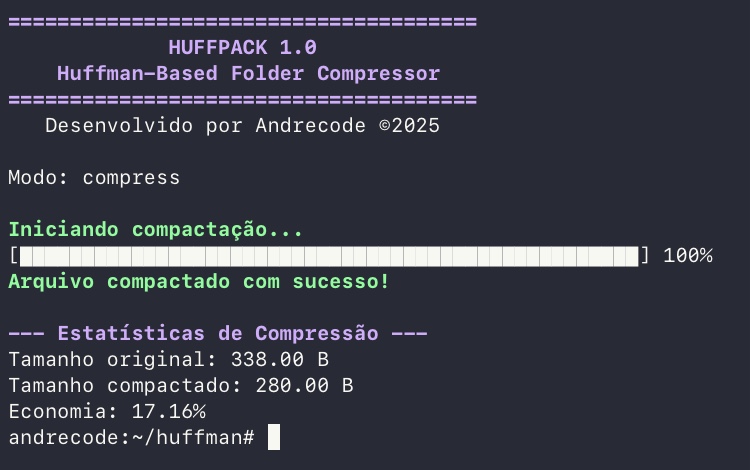 ======================================
HUFFPACK 1.0
Huffman-Based Folder Compressor
======================================
Desenvolvido por Andrecode ©2025
Modo: compress
Iniciando compactação...
[██████████████████████████████████████████████████] 100%
Arquivo compactado com sucesso!
--- Estatísticas de Compressão ---
Tamanho original: 338.00 B
Tamanho compactado: 280.00 B
Economia: 17.16%
andrecode:~/huffman#